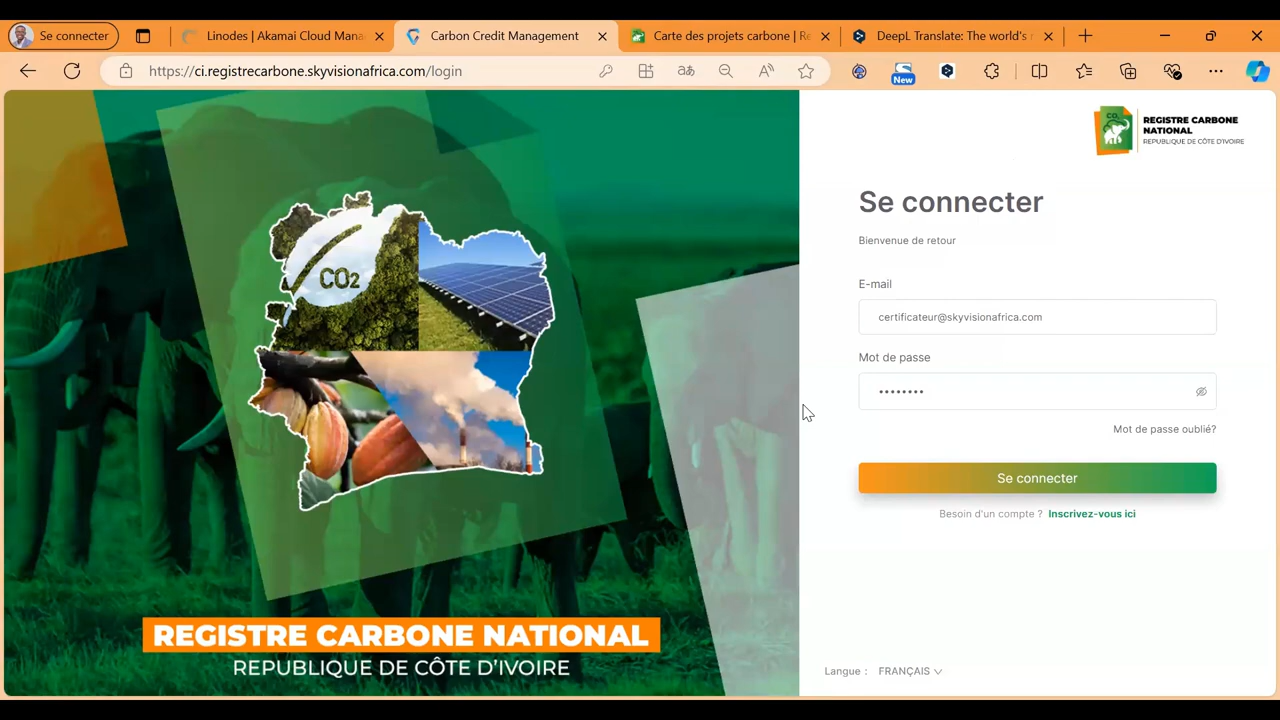 Se connecter
Linodes | Akamai Cloud Mana
Carbon Credit Management
Carte des projets carbone | Re
DeepL Translate: The world's
https://ci.registrecarbone.skyvisionafrica.com/login
New
REGISTRE CARBONE
NATIONAL
REPUBLIQUE DE CÔTE D'IVOIRE
CO2
REGISTRE CARBONE NATIONAL
REPUBLIQUE DE CÔTE D'IVOIRE
Se connecter
Bienvenue de retour
E-mail
certificateur@skyvisionafrica.com
Mot de passe
••••••••
Mot de passe oublié?
Se connecter
Besoin d'un compte ? Inscrivez-vous ici
Langue : FRANÇAIS